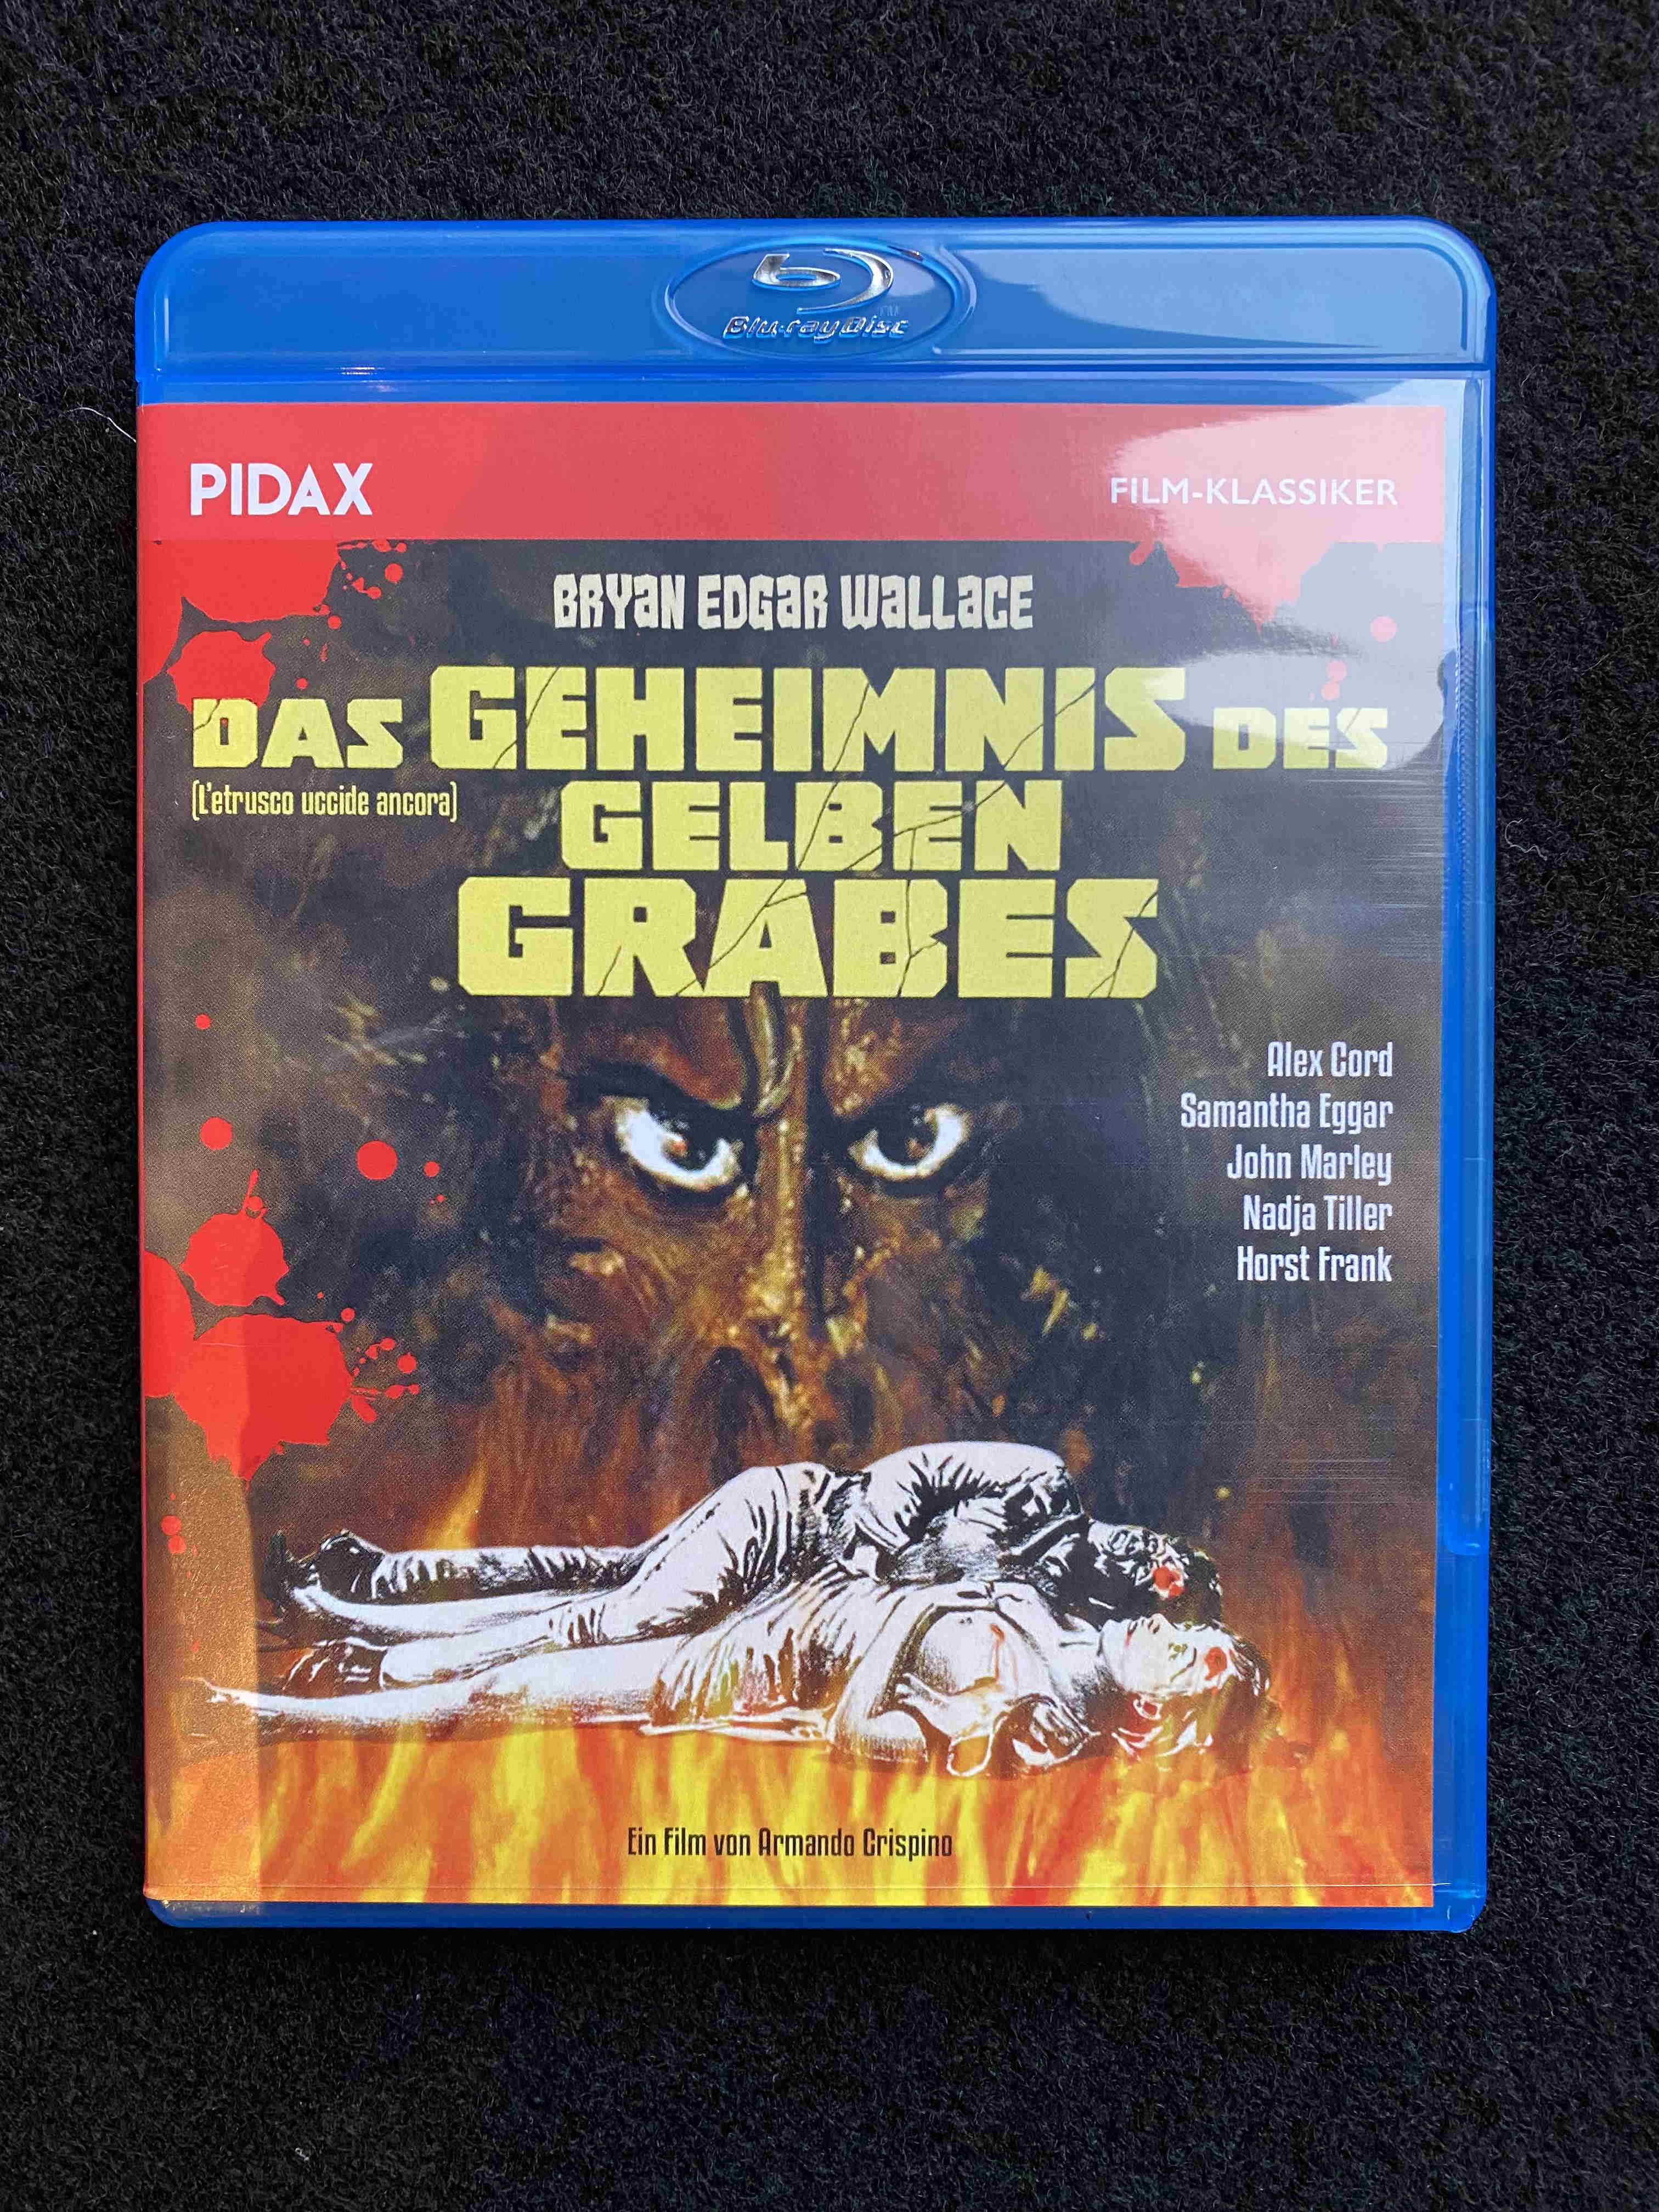 Blu-ray Disc
PIDAX
FILM-KLASSIKER
BRYAN EDGAR WALLACE
DAS GEHEIMNIS DES
(L'etrusco uccide ancora)
GELBEN
GRABES
Alex Cord
Samantha Eggar
John Marley
Nadja Tiller
Horst Frank
Ein Film von Armando Crispino